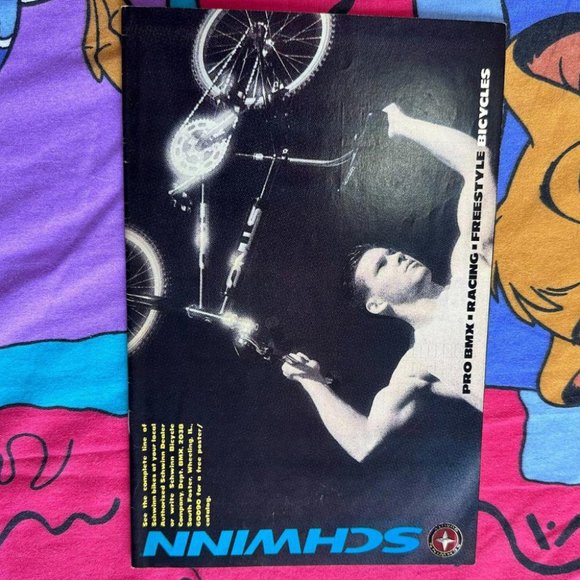 PRO BMX ▪ RACING ▪ FREESTYLE BICYCLES
See the complete line of
Schwinn bikes at your local
Authorized Schwinn Dealer
or write Schwinn Bicycle
Company, Dept. BMX, 2038
South Foster, Wheeling, IL.,
60090 for a free poster/
catalog.
SCHWINN